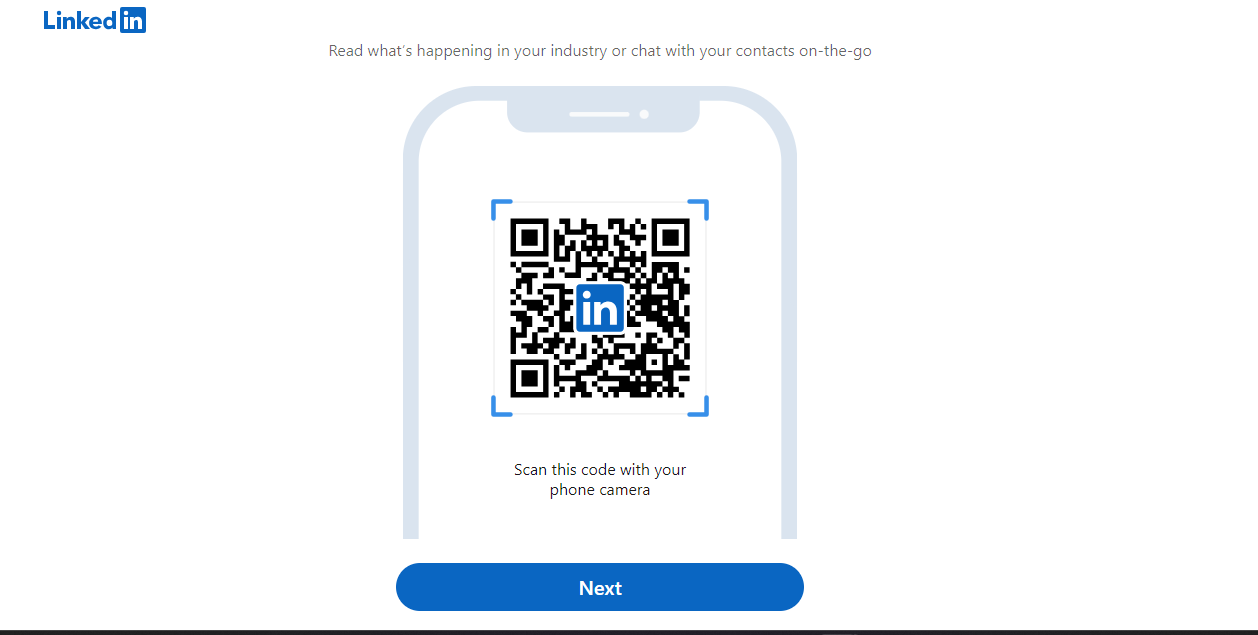 LinkedIn
Read what's happening in your industry or chat with your contacts on-the-go
in
Scan this code with your
phone camera
Next